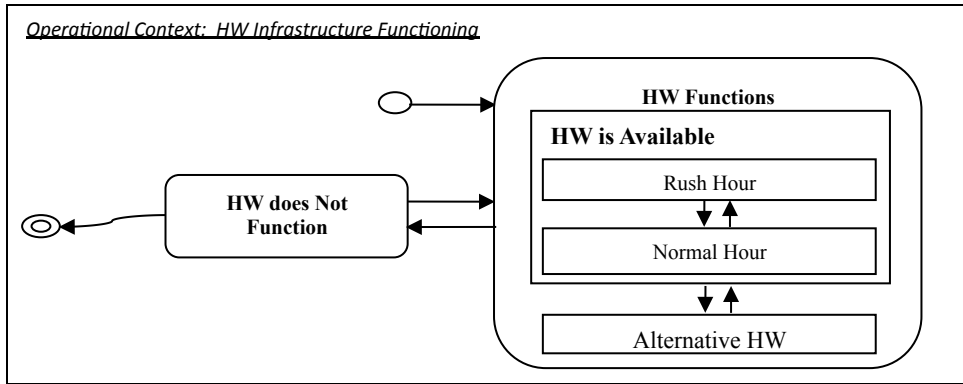 Operational Context: HW Infrastructure Functioning
HW Functions
HW is Available
Rush Hour
HW does Not
Function
Normal Hour
Alternative HW